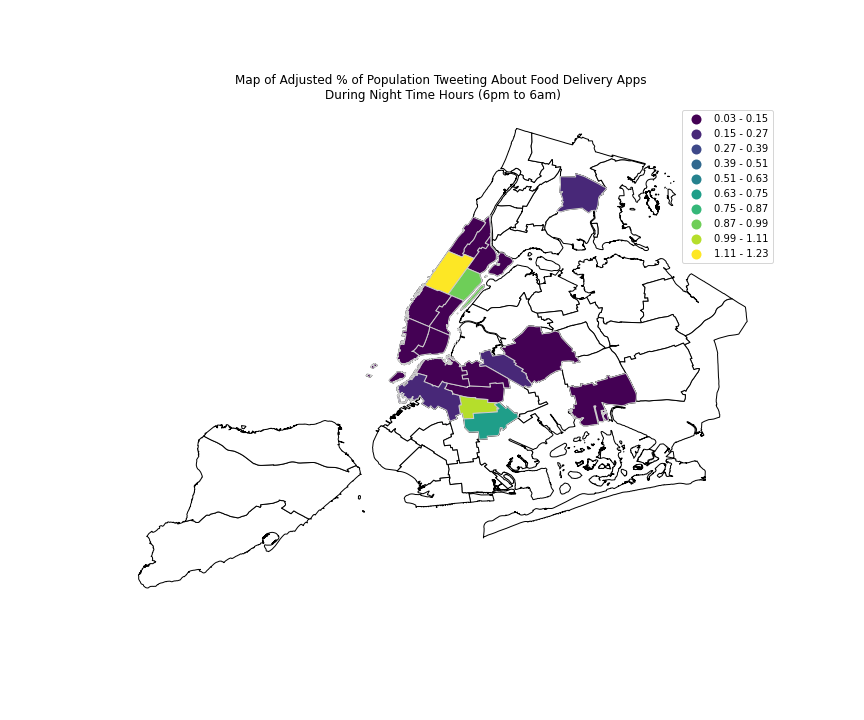 Map of Adjusted % of Population Tweeting About Food Delivery Apps
During Night Time Hours (6pm to 6am)
0.03 - 0.15
0.15 - 0.27
0.27 - 0.39
0.39 - 0.51
0.51 - 0.63
0.63 - 0.75
0.75 - 0.87
0.87 - 0.99
0.99 - 1.11
1.11 - 1.23